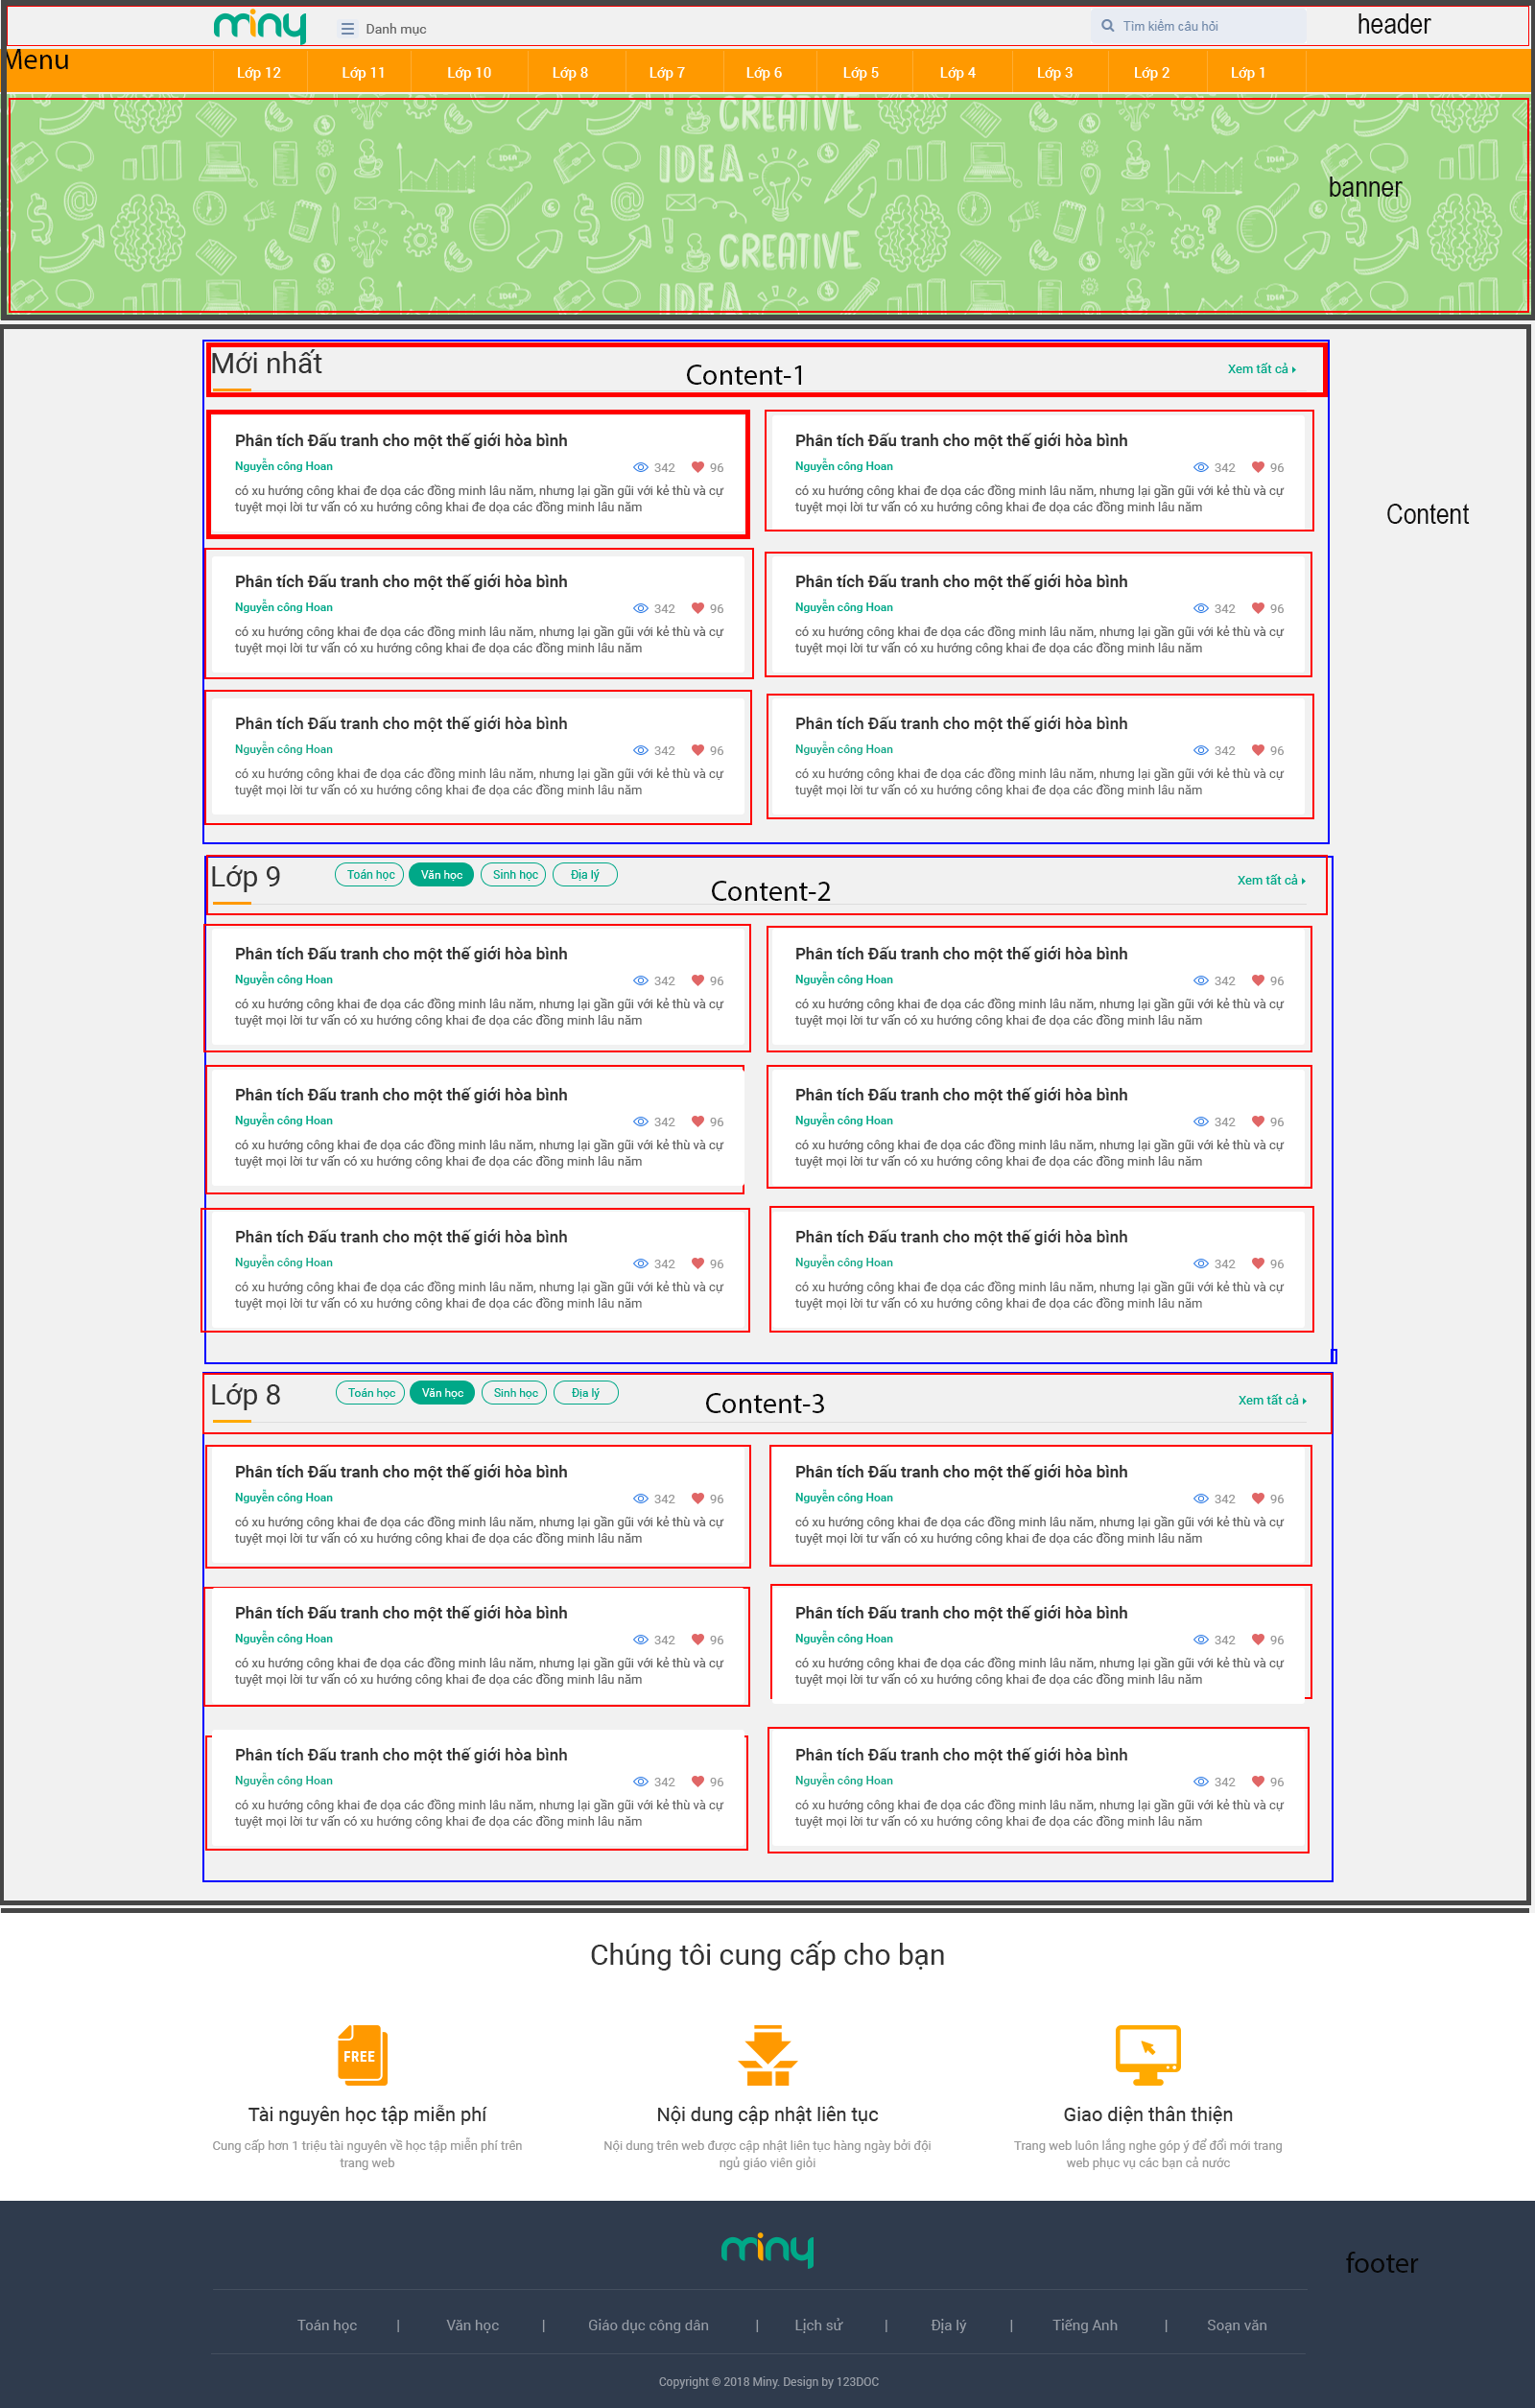 miny
Danh mục
Tìm kiếm câu hỏi
header
Menu
Lớp 12 Lớp 11 Lớp 10 Lớp 8 Lớp 7 Lớp 6 Lớp 5 Lớp 4 Lớp 3 Lớp 2 Lớp 1
CREATIVE
IDEA
banner
CREATIVE
IDEA
Mới nhất
Content-1
Xem tất cả
Content
Phân tích Đấu tranh cho một thế giới hòa bình
Nguyễn công Hoan 342 96
có xu hướng công khai đe dọa các đồng minh lâu năm, nhưng lại gần gũi với kẻ thù và cự
tuyệt mọi lời tư vấn có xu hướng công khai đe dọa các đồng minh lâu năm
Phân tích Đấu tranh cho một thế giới hòa bình
Nguyễn công Hoan 342 96
có xu hướng công khai đe dọa các đồng minh lâu năm, nhưng lại gần gũi với kẻ thù và cự
tuyệt mọi lời tư vấn có xu hướng công khai đe dọa các đồng minh lâu năm
Phân tích Đấu tranh cho một thế giới hòa bình
Nguyễn công Hoan 342 96
có xu hướng công khai đe dọa các đồng minh lâu năm, nhưng lại gần gũi với kẻ thù và cự
tuyệt mọi lời tư vấn có xu hướng công khai đe dọa các đồng minh lâu năm
Phân tích Đấu tranh cho một thế giới hòa bình
Nguyễn công Hoan 342 96
có xu hướng công khai đe dọa các đồng minh lâu năm, nhưng lại gần gũi với kẻ thù và cự
tuyệt mọi lời tư vấn có xu hướng công khai đe dọa các đồng minh lâu năm
Phân tích Đấu tranh cho một thế giới hòa bình
Nguyễn công Hoan 342 96
có xu hướng công khai đe dọa các đồng minh lâu năm, nhưng lại gần gũi với kẻ thù và cự
tuyệt mọi lời tư vấn có xu hướng công khai đe dọa các đồng minh lâu năm
Phân tích Đấu tranh cho một thế giới hòa bình
Nguyễn công Hoan 342 96
có xu hướng công khai đe dọa các đồng minh lâu năm, nhưng lại gần gũi với kẻ thù và cự
tuyệt mọi lời tư vấn có xu hướng công khai đe dọa các đồng minh lâu năm
Lớp 9
Toán học Văn học Sinh học Địa lý
Content-2
Xem tất cả
Phân tích Đấu tranh cho một thế giới hòa bình
Nguyễn công Hoan 342 96
có xu hướng công khai đe dọa các đồng minh lâu năm, nhưng lại gần gũi với kẻ thù và cự
tuyệt mọi lời tư vấn có xu hướng công khai đe dọa các đồng minh lâu năm
Phân tích Đấu tranh cho một thế giới hòa bình
Nguyễn công Hoan 342 96
có xu hướng công khai đe dọa các đồng minh lâu năm, nhưng lại gần gũi với kẻ thù và cự
tuyệt mọi lời tư vấn có xu hướng công khai đe dọa các đồng minh lâu năm
Phân tích Đấu tranh cho một thế giới hòa bình
Nguyễn công Hoan 342 96
có xu hướng công khai đe dọa các đồng minh lâu năm, nhưng lại gần gũi với kẻ thù và cự
tuyệt mọi lời tư vấn có xu hướng công khai đe dọa các đồng minh lâu năm
Phân tích Đấu tranh cho một thế giới hòa bình
Nguyễn công Hoan 342 96
có xu hướng công khai đe dọa các đồng minh lâu năm, nhưng lại gần gũi với kẻ thù và cự
tuyệt mọi lời tư vấn có xu hướng công khai đe dọa các đồng minh lâu năm
Phân tích Đấu tranh cho một thế giới hòa bình
Nguyễn công Hoan 342 96
có xu hướng công khai đe dọa các đồng minh lâu năm, nhưng lại gần gũi với kẻ thù và cự
tuyệt mọi lời tư vấn có xu hướng công khai đe dọa các đồng minh lâu năm
Phân tích Đấu tranh cho một thế giới hòa bình
Nguyễn công Hoan 342 96
có xu hướng công khai đe dọa các đồng minh lâu năm, nhưng lại gần gũi với kẻ thù và cự
tuyệt mọi lời tư vấn có xu hướng công khai đe dọa các đồng minh lâu năm
Lớp 8
Toán học Văn học Sinh học Địa lý
Content-3
Xem tất cả
Phân tích Đấu tranh cho một thế giới hòa bình
Nguyễn công Hoan 342 96
có xu hướng công khai đe dọa các đồng minh lâu năm, nhưng lại gần gũi với kẻ thù và cự
tuyệt mọi lời tư vấn có xu hướng công khai đe dọa các đồng minh lâu năm
Phân tích Đấu tranh cho một thế giới hòa bình
Nguyễn công Hoan 342 96
có xu hướng công khai đe dọa các đồng minh lâu năm, nhưng lại gần gũi với kẻ thù và cự
tuyệt mọi lời tư vấn có xu hướng công khai đe dọa các đồng minh lâu năm
Phân tích Đấu tranh cho một thế giới hòa bình
Nguyễn công Hoan 342 96
có xu hướng công khai đe dọa các đồng minh lâu năm, nhưng lại gần gũi với kẻ thù và cự
tuyệt mọi lời tư vấn có xu hướng công khai đe dọa các đồng minh lâu năm
Phân tích Đấu tranh cho một thế giới hòa bình
Nguyễn công Hoan 342 96
có xu hướng công khai đe dọa các đồng minh lâu năm, nhưng lại gần gũi với kẻ thù và cự
tuyệt mọi lời tư vấn có xu hướng công khai đe dọa các đồng minh lâu năm
Phân tích Đấu tranh cho một thế giới hòa bình
Nguyễn công Hoan 342 96
có xu hướng công khai đe dọa các đồng minh lâu năm, nhưng lại gần gũi với kẻ thù và cự
tuyệt mọi lời tư vấn có xu hướng công khai đe dọa các đồng minh lâu năm
Phân tích Đấu tranh cho một thế giới hòa bình
Nguyễn công Hoan 342 96
có xu hướng công khai đe dọa các đồng minh lâu năm, nhưng lại gần gũi với kẻ thù và cự
tuyệt mọi lời tư vấn có xu hướng công khai đe dọa các đồng minh lâu năm
Chúng tôi cung cấp cho bạn
FREE
Tài nguyên học tập miễn phí
Cung cấp hơn 1 triệu tài nguyên về học tập miễn phí trên
trang web
Nội dung cập nhật liên tục
Nội dung trên web được cập nhật liên tục hàng ngày bởi đội
ngủ giáo viên giỏi
Giao diện thân thiện
Trang web luôn lắng nghe góp ý để đổi mới trang
web phục vụ các bạn cả nước
miny
footer
Toán học | Văn học | Giáo dục công dân | Lịch sử | Địa lý | Tiếng Anh | Soạn văn
Copyright © 2018 Miny. Design by 123DOC